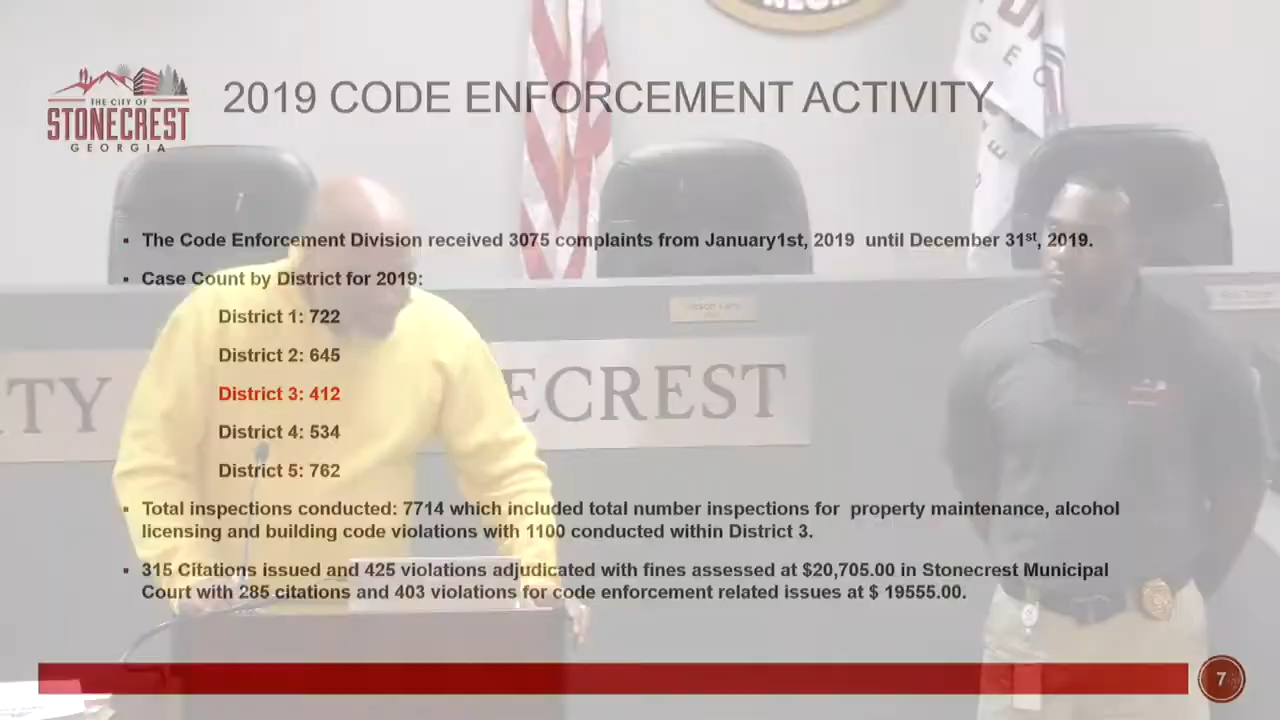 THE CITY OF
STONECREST
GEORGIA
2019 CODE ENFORCEMENT ACTIVITY
GEO
▪ The Code Enforcement Division received 3075 complaints from January1st, 2019 until December 31st, 2019.
▪ Case Count by District for 2019:
District 1: 722
District 2: 645
District 3: 412
District 4: 534
District 5: 762
TY
ECREST
▪ Total inspections conducted: 7714 which included total number inspections for property maintenance, alcohol
licensing and building code violations with 1100 conducted within District 3.
▪ 315 Citations issued and 425 violations adjudicated with fines assessed at $20,705.00 in Stonecrest Municipal
Court with 285 citations and 403 violations for code enforcement related issues at $ 19555.00.
7